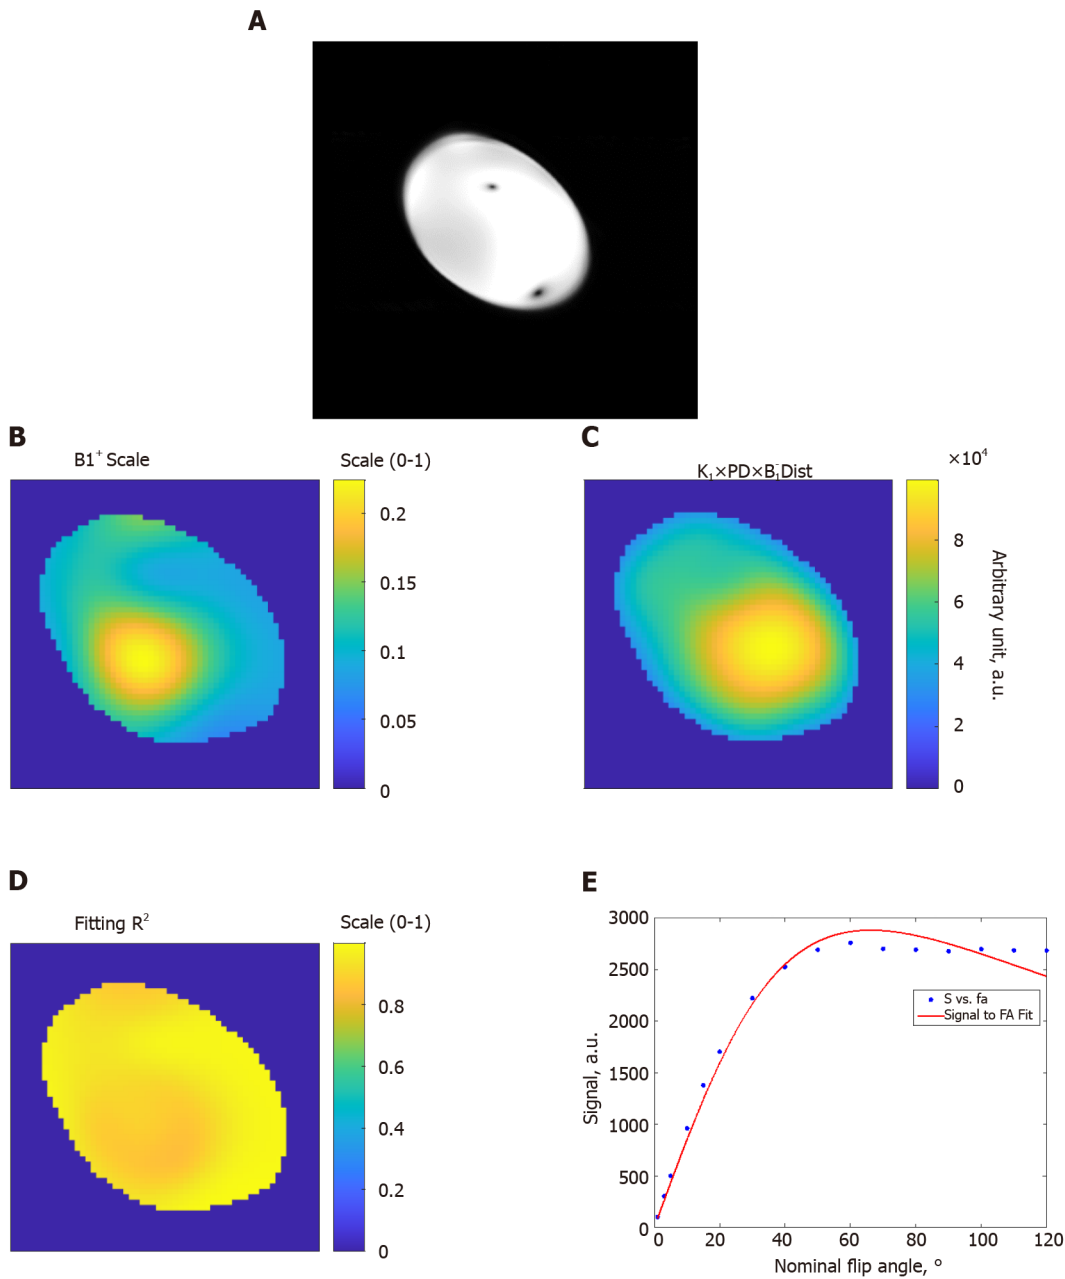 A
B
B1⁺ Scale
Scale (0-1)
0.2
0.15
0.1
0.05
0
C
K₁×PD×B₁⁻Dist
×10⁴
8
6
4
2
0
Arbitrary unit, a.u.
D
Fitting R²
Scale (0-1)
0.8
0.6
0.4
0.2
0
E
3000
2500
2000
1500
1000
500
0
Signal, a.u.
S vs. fa
Signal to FA Fit
0 20 40 60 80 100 120
Nominal flip angle, °